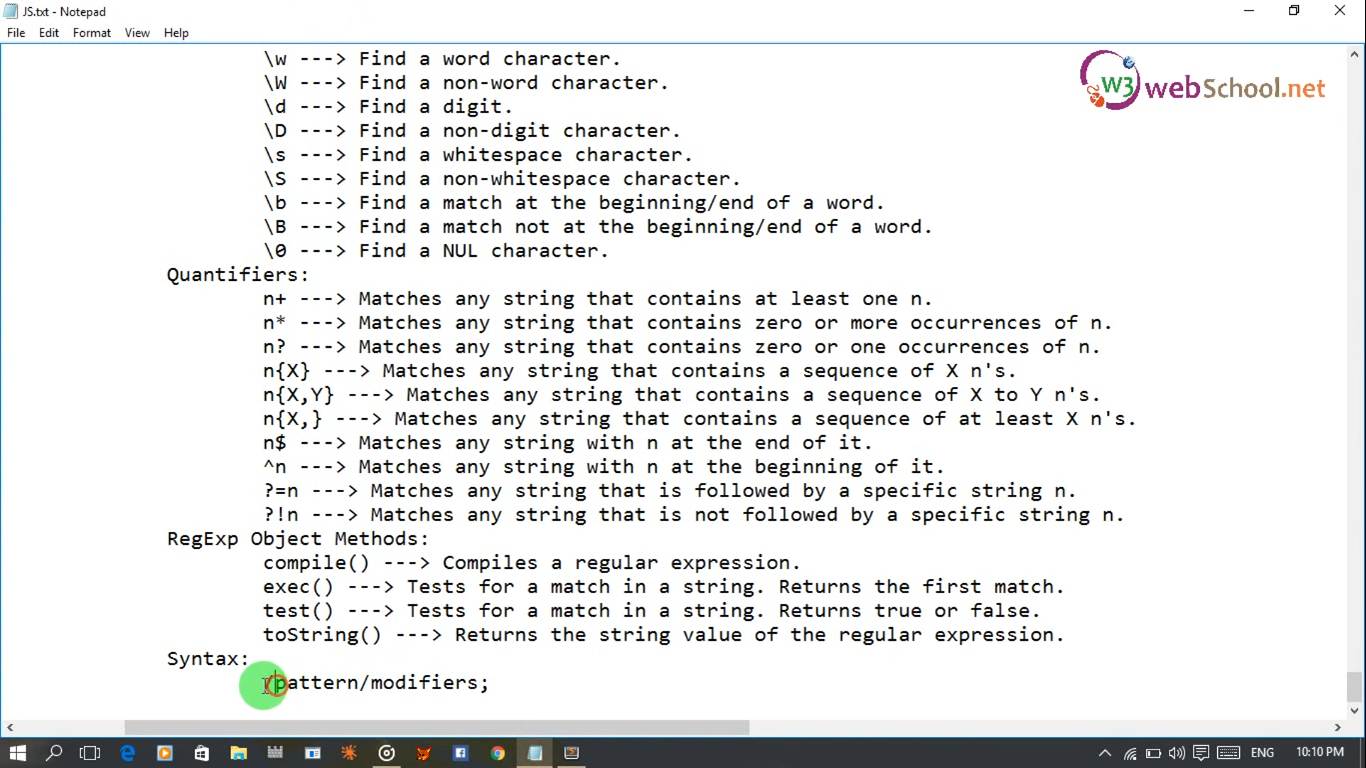 JS.txt - Notepad
File Edit Format View Help
W3 webSchool.net
\w ---> Find a word character.
\W ---> Find a non-word character.
\d ---> Find a digit.
\D ---> Find a non-digit character.
\s ---> Find a whitespace character.
\S ---> Find a non-whitespace character.
\b ---> Find a match at the beginning/end of a word.
\B ---> Find a match not at the beginning/end of a word.
\0 ---> Find a NUL character.
Quantifiers:
n+ ---> Matches any string that contains at least one n.
n* ---> Matches any string that contains zero or more occurrences of n.
n? ---> Matches any string that contains zero or one occurrences of n.
n{X} ---> Matches any string that contains a sequence of X n's.
n{X,Y} ---> Matches any string that contains a sequence of X to Y n's.
n{X,} ---> Matches any string that contains a sequence of at least X n's.
n$ ---> Matches any string with n at the end of it.
^n ---> Matches any string with n at the beginning of it.
?=n ---> Matches any string that is followed by a specific string n.
?!n ---> Matches any string that is not followed by a specific string n.
RegExp Object Methods:
compile() ---> Compiles a regular expression.
exec() ---> Tests for a match in a string. Returns the first match.
test() ---> Tests for a match in a string. Returns true or false.
toString() ---> Returns the string value of the regular expression.
Syntax:
pattern/modifiers;
ENG 10:10 PM